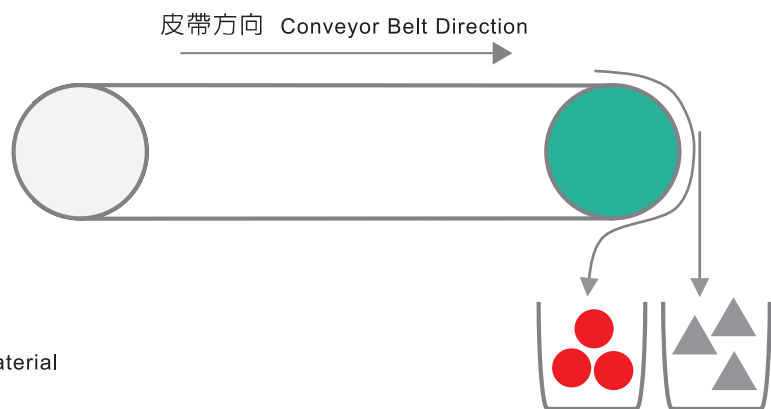 皮帶方向 Conveyor Belt Direction
aterial